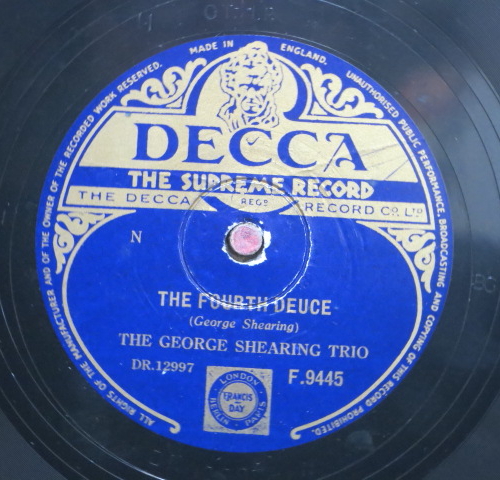 MADE IN ENGLAND.
ALL RIGHTS OF THE MANUFACTURER AND OF THE OWNER OF THE RECORDED WORK RESERVED.
UNAUTHORISED PUBLIC PERFORMANCE, BROADCASTING AND COPYING OF THIS RECORD PROHIBITED.
DECCA
THE SUPREME RECORD
THE DECCA REGD RECORD CO. LTD
N
THE FOURTH DEUCE
(George Shearing)
THE GEORGE SHEARING TRIO
DR.12997
F.9445
LONDON
FRANCIS
DAY
BERLIN PARIS